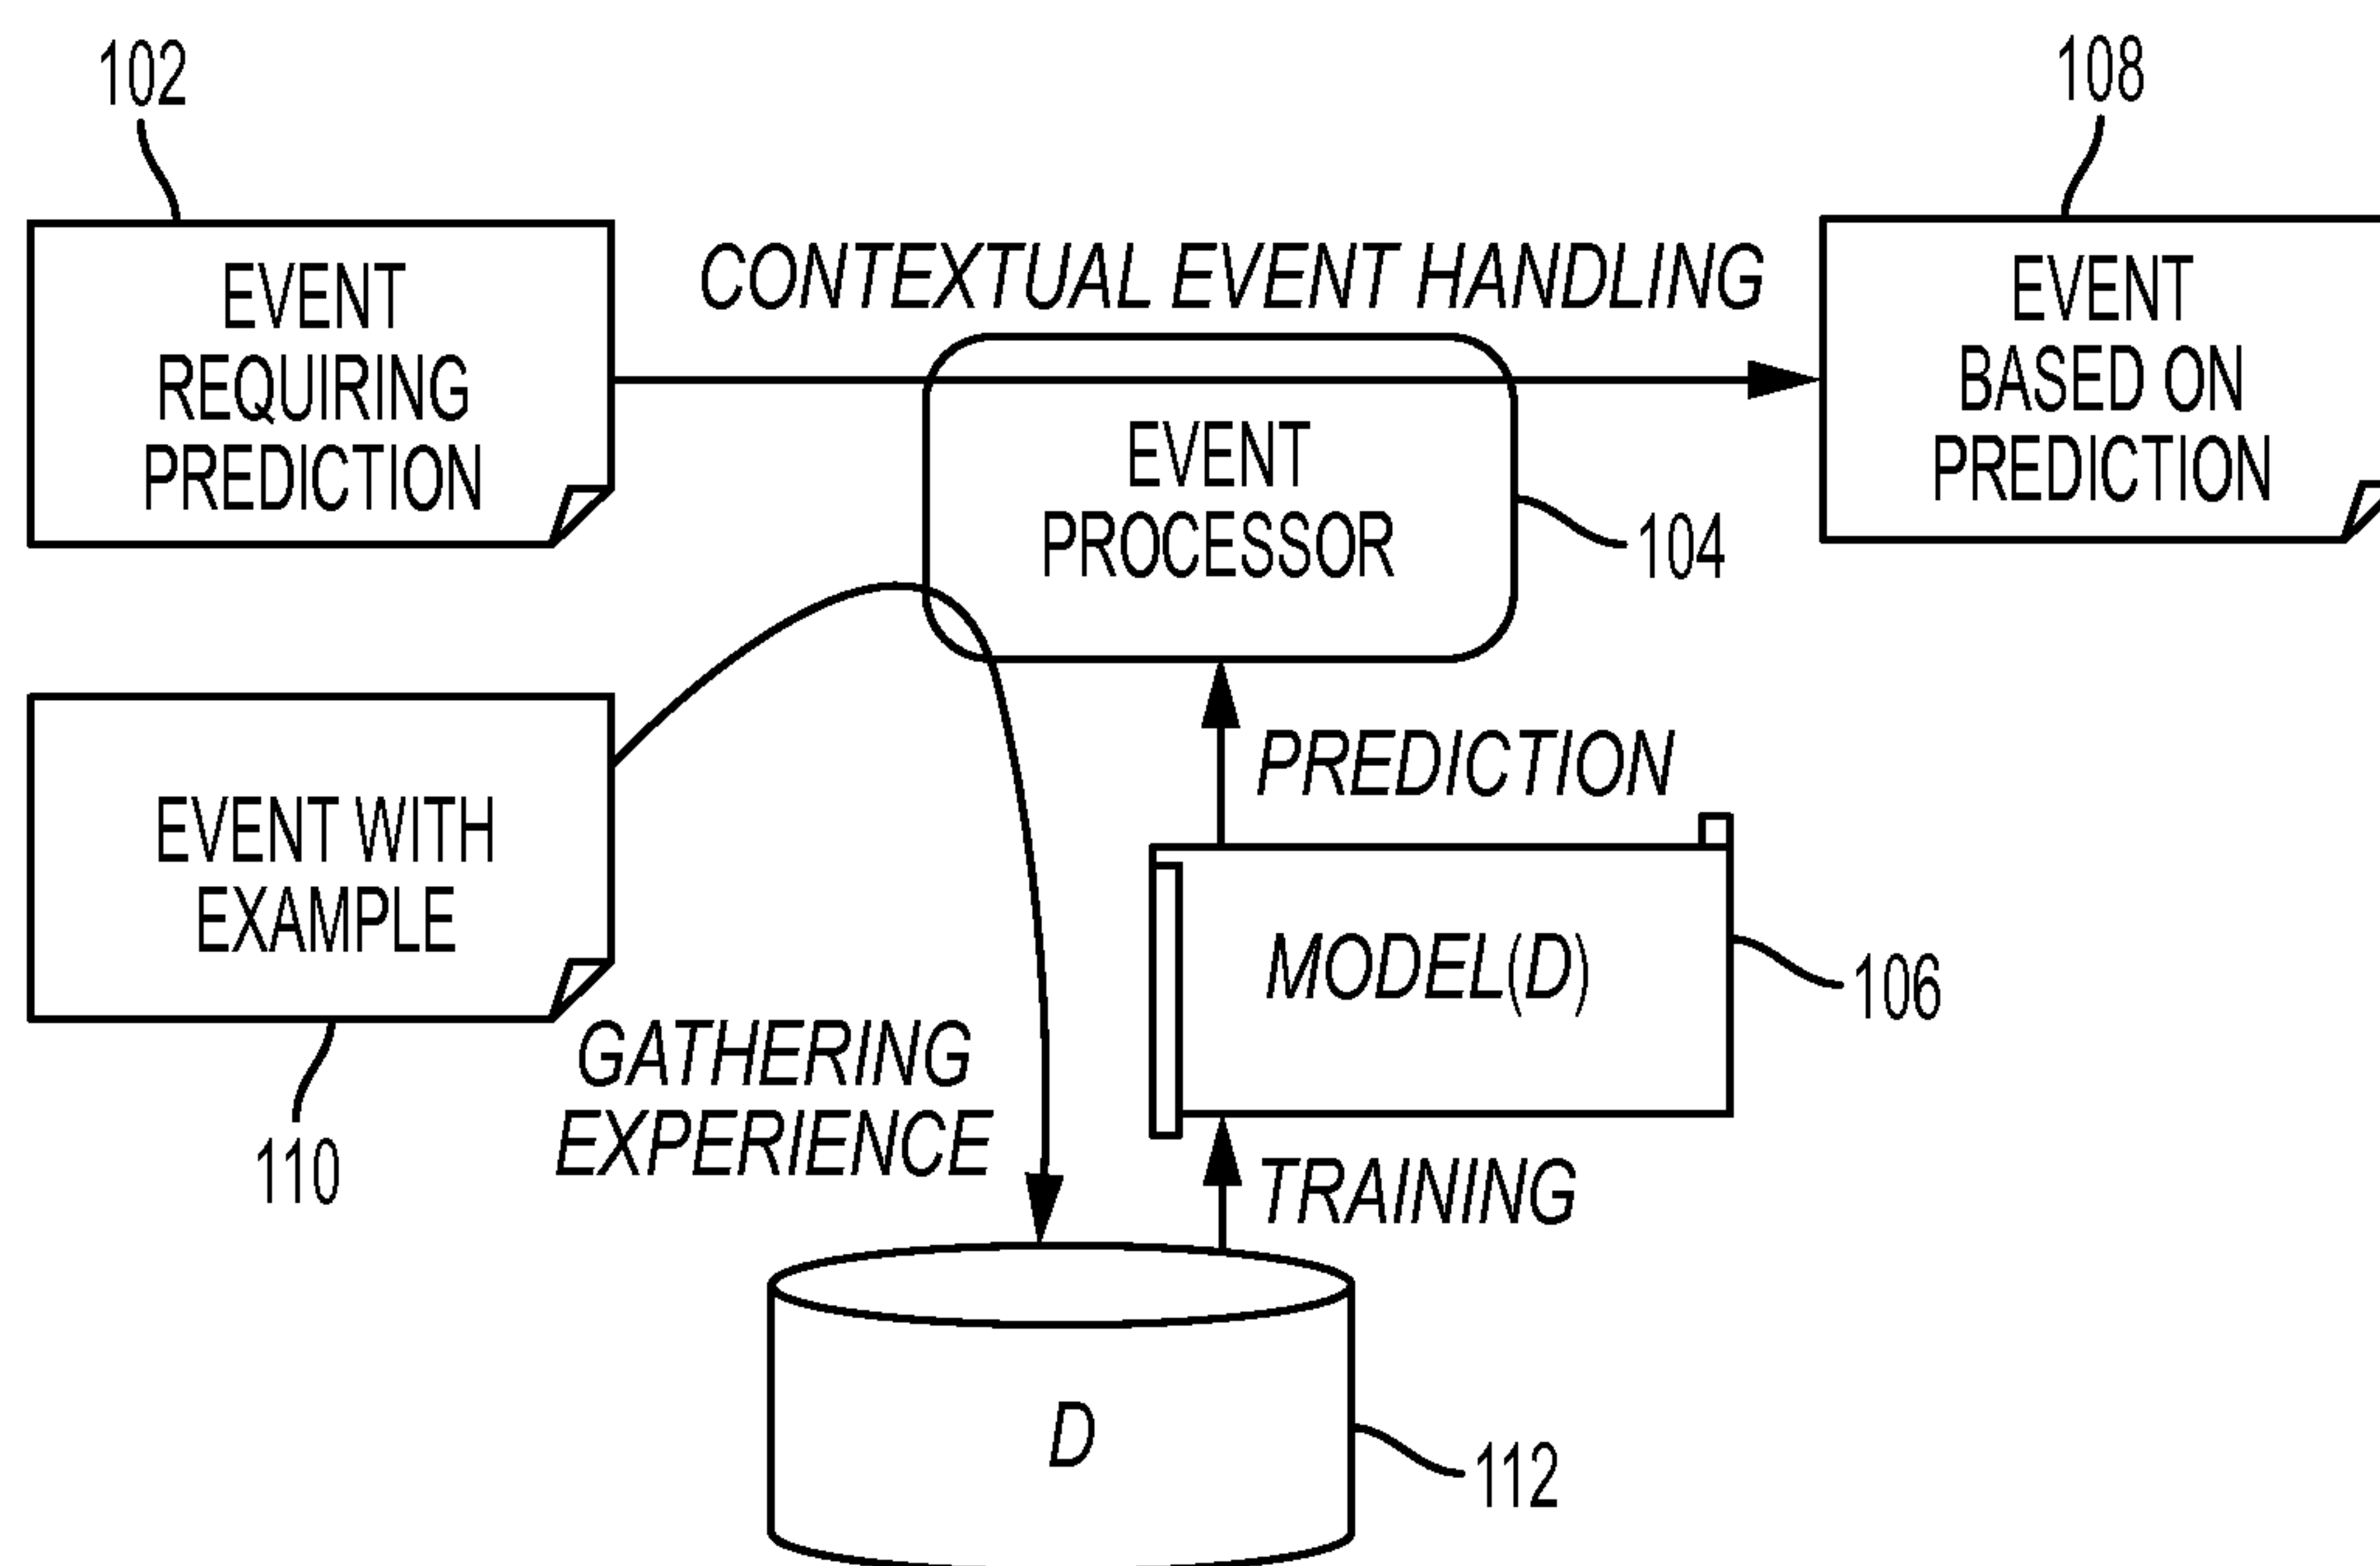 102
108
EVENT
REQUIRING
PREDICTION
CONTEXTUAL EVENT HANDLING
EVENT
BASED ON
PREDICTION
EVENT
PROCESSOR
104
PREDICTION
EVENT WITH
EXAMPLE
MODEL(D)
106
GATHERING
EXPERIENCE
110
TRAINING
D
112